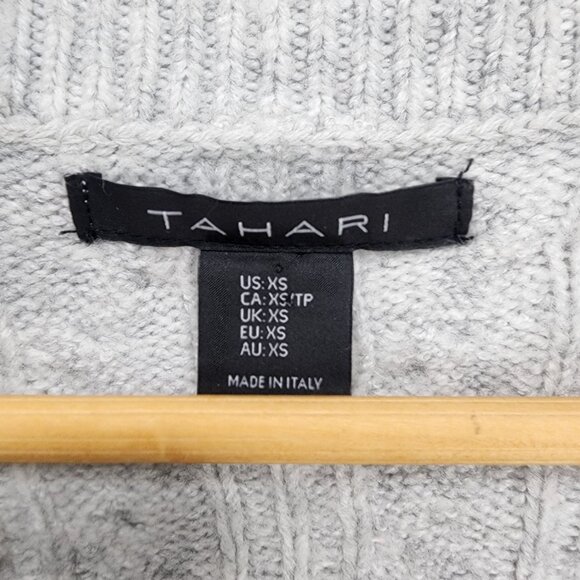 TAHARI
US: XS
CA: XS/TP
UK: XS
EU: XS
AU: XS
MADE IN ITALY